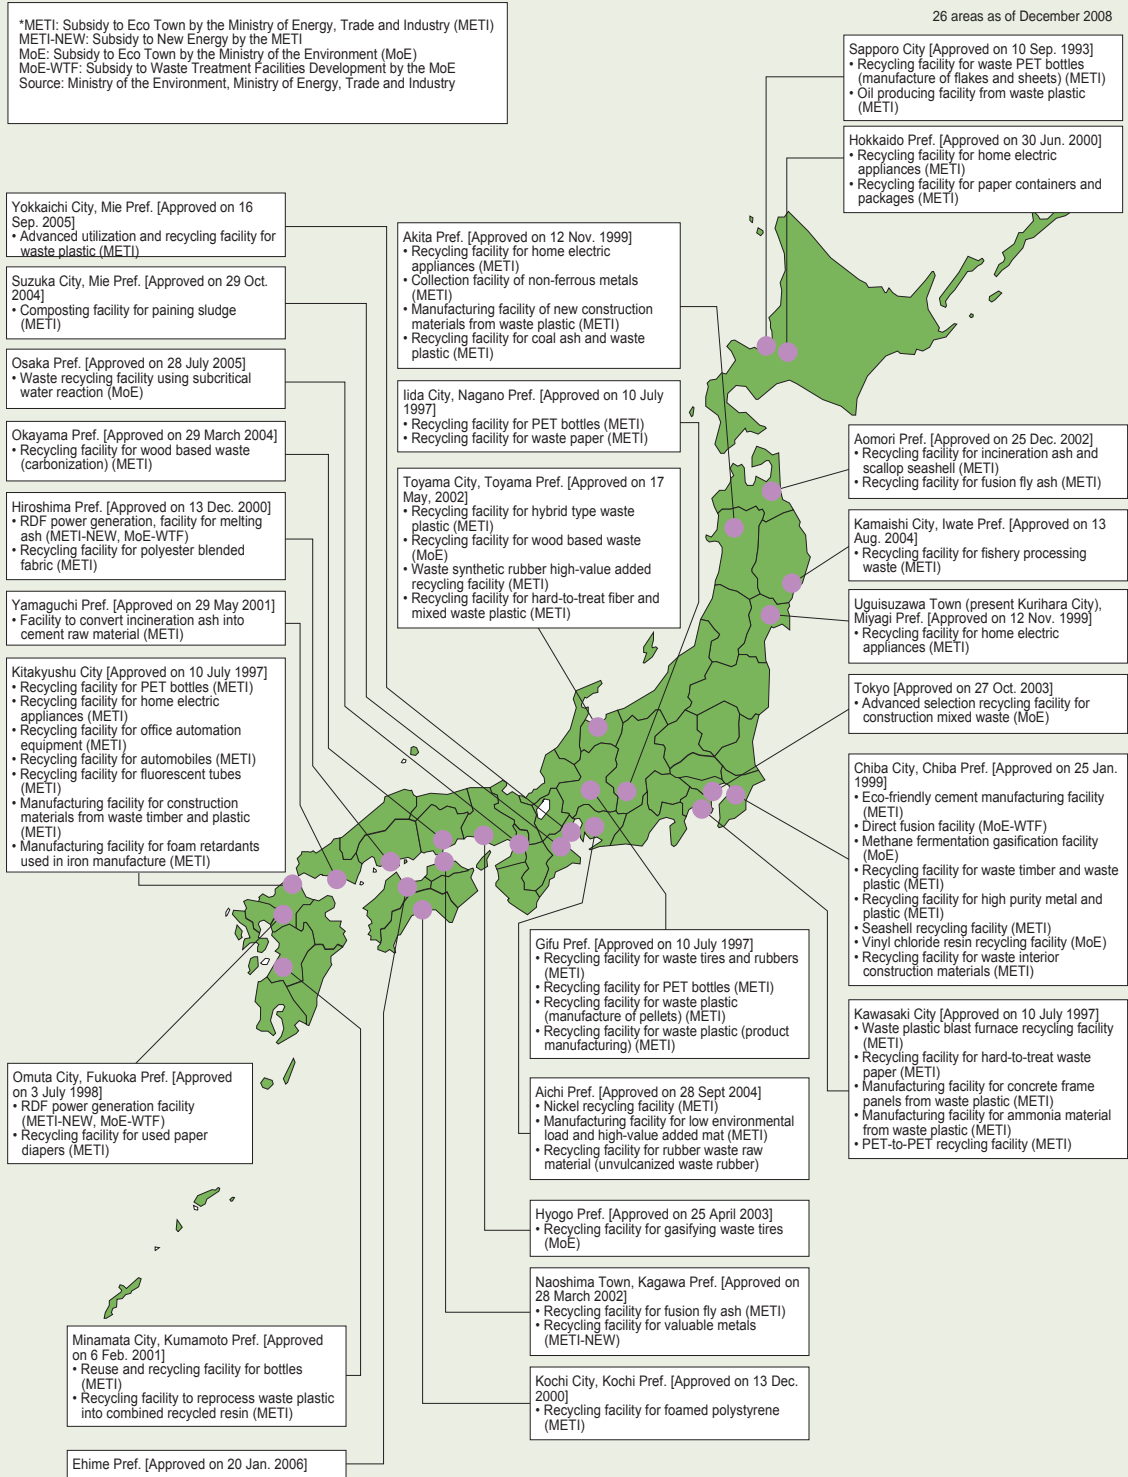 *METI: Subsidy to Eco Town by the Ministry of Energy, Trade and Industry (METI)
METI-NEW: Subsidy to New Energy by the METI
MoE: Subsidy to Eco Town by the Ministry of the Environment (MoE)
MoE-WTF: Subsidy to Waste Treatment Facilities Development by the MoE
Source: Ministry of the Environment, Ministry of Energy, Trade and Industry
26 areas as of December 2008
Sapporo City [Approved on 10 Sep. 1993]
• Recycling facility for waste PET bottles
(manufacture of flakes and sheets) (METI)
• Oil producing facility from waste plastic
(METI)
Hokkaido Pref. [Approved on 30 Jun. 2000]
• Recycling facility for home electric
appliances (METI)
• Recycling facility for paper containers and
packages (METI)
Yokkaichi City, Mie Pref. [Approved on 16
Sep. 2005]
• Advanced utilization and recycling facility for
waste plastic (METI)
Suzuka City, Mie Pref. [Approved on 29 Oct.
2004]
• Composting facility for paining sludge
(METI)
Osaka Pref. [Approved on 28 July 2005]
• Waste recycling facility using subcritical
water reaction (MoE)
Okayama Pref. [Approved on 29 March 2004]
• Recycling facility for wood based waste
(carbonization) (METI)
Hiroshima Pref. [Approved on 13 Dec. 2000]
• RDF power generation, facility for melting
ash (METI-NEW, MoE-WTF)
• Recycling facility for polyester blended
fabric (METI)
Yamaguchi Pref. [Approved on 29 May 2001]
• Facility to convert incineration ash into
cement raw material (METI)
Kitakyushu City [Approved on 10 July 1997]
• Recycling facility for PET bottles (METI)
• Recycling facility for home electric
appliances (METI)
• Recycling facility for office automation
equipment (METI)
• Recycling facility for automobiles (METI)
• Recycling facility for fluorescent tubes
(METI)
• Manufacturing facility for construction
materials from waste timber and plastic
(METI)
• Manufacturing facility for foam retardants
used in iron manufacture (METI)
Akita Pref. [Approved on 12 Nov. 1999]
• Recycling facility for home electric
appliances (METI)
• Collection facility of non-ferrous metals
(METI)
• Manufacturing facility of new construction
materials from waste plastic (METI)
• Recycling facility for coal ash and waste
plastic (METI)
Iida City, Nagano Pref. [Approved on 10 July
1997]
• Recycling facility for PET bottles (METI)
• Recycling facility for waste paper (METI)
Toyama City, Toyama Pref. [Approved on 17
May, 2002]
• Recycling facility for hybrid type waste
plastic (METI)
• Recycling facility for wood based waste
(MoE)
• Waste synthetic rubber high-value added
recycling facility (METI)
• Recycling facility for hard-to-treat fiber and
mixed waste plastic (METI)
Aomori Pref. [Approved on 25 Dec. 2002]
• Recycling facility for incineration ash and
scallop seashell (METI)
• Recycling facility for fusion fly ash (METI)
Kamaishi City, Iwate Pref. [Approved on 13
Aug. 2004]
• Recycling facility for fishery processing
waste (METI)
Uguisuzawa Town (present Kurihara City),
Miyagi Pref. [Approved on 12 Nov. 1999]
• Recycling facility for home electric
appliances (METI)
Tokyo [Approved on 27 Oct. 2003]
• Advanced selection recycling facility for
construction mixed waste (MoE)
Chiba City, Chiba Pref. [Approved on 25 Jan.
1999]
• Eco-friendly cement manufacturing facility
(METI)
• Direct fusion facility (MoE-WTF)
• Methane fermentation gasification facility
(MoE)
• Recycling facility for waste timber and waste
plastic (METI)
• Recycling facility for high purity metal and
plastic (METI)
• Seashell recycling facility (METI)
• Vinyl chloride resin recycling facility (MoE)
• Recycling facility for waste interior
construction materials (METI)
Kawasaki City [Approved on 10 July 1997]
• Waste plastic blast furnace recycling facility
(METI)
• Recycling facility for hard-to-treat waste
paper (METI)
• Manufacturing facility for concrete frame
panels from waste plastic (METI)
• Manufacturing facility for ammonia material
from waste plastic (METI)
• PET-to-PET recycling facility (METI)
Gifu Pref. [Approved on 10 July 1997]
• Recycling facility for waste tires and rubbers
(METI)
• Recycling facility for PET bottles (METI)
• Recycling facility for waste plastic
(manufacture of pellets) (METI)
• Recycling facility for waste plastic (product
manufacturing) (METI)
Aichi Pref. [Approved on 28 Sept 2004]
• Nickel recycling facility (METI)
• Manufacturing facility for low environmental
load and high-value added mat (METI)
• Recycling facility for rubber waste raw
material (unvulcanized waste rubber)
Hyogo Pref. [Approved on 25 April 2003]
• Recycling facility for gasifying waste tires
(MoE)
Naoshima Town, Kagawa Pref. [Approved on
28 March 2002]
• Recycling facility for fusion fly ash (METI)
• Recycling facility for valuable metals
(METI-NEW)
Kochi City, Kochi Pref. [Approved on 13 Dec.
2000]
• Recycling facility for foamed polystyrene
(METI)
Omuta City, Fukuoka Pref. [Approved
on 3 July 1998]
• RDF power generation facility
(METI-NEW, MoE-WTF)
• Recycling facility for used paper
diapers (METI)
Minamata City, Kumamoto Pref. [Approved
on 6 Feb. 2001]
• Reuse and recycling facility for bottles
(METI)
• Recycling facility to reprocess waste plastic
into combined recycled resin (METI)
Ehime Pref. [Approved on 20 Jan. 2006]